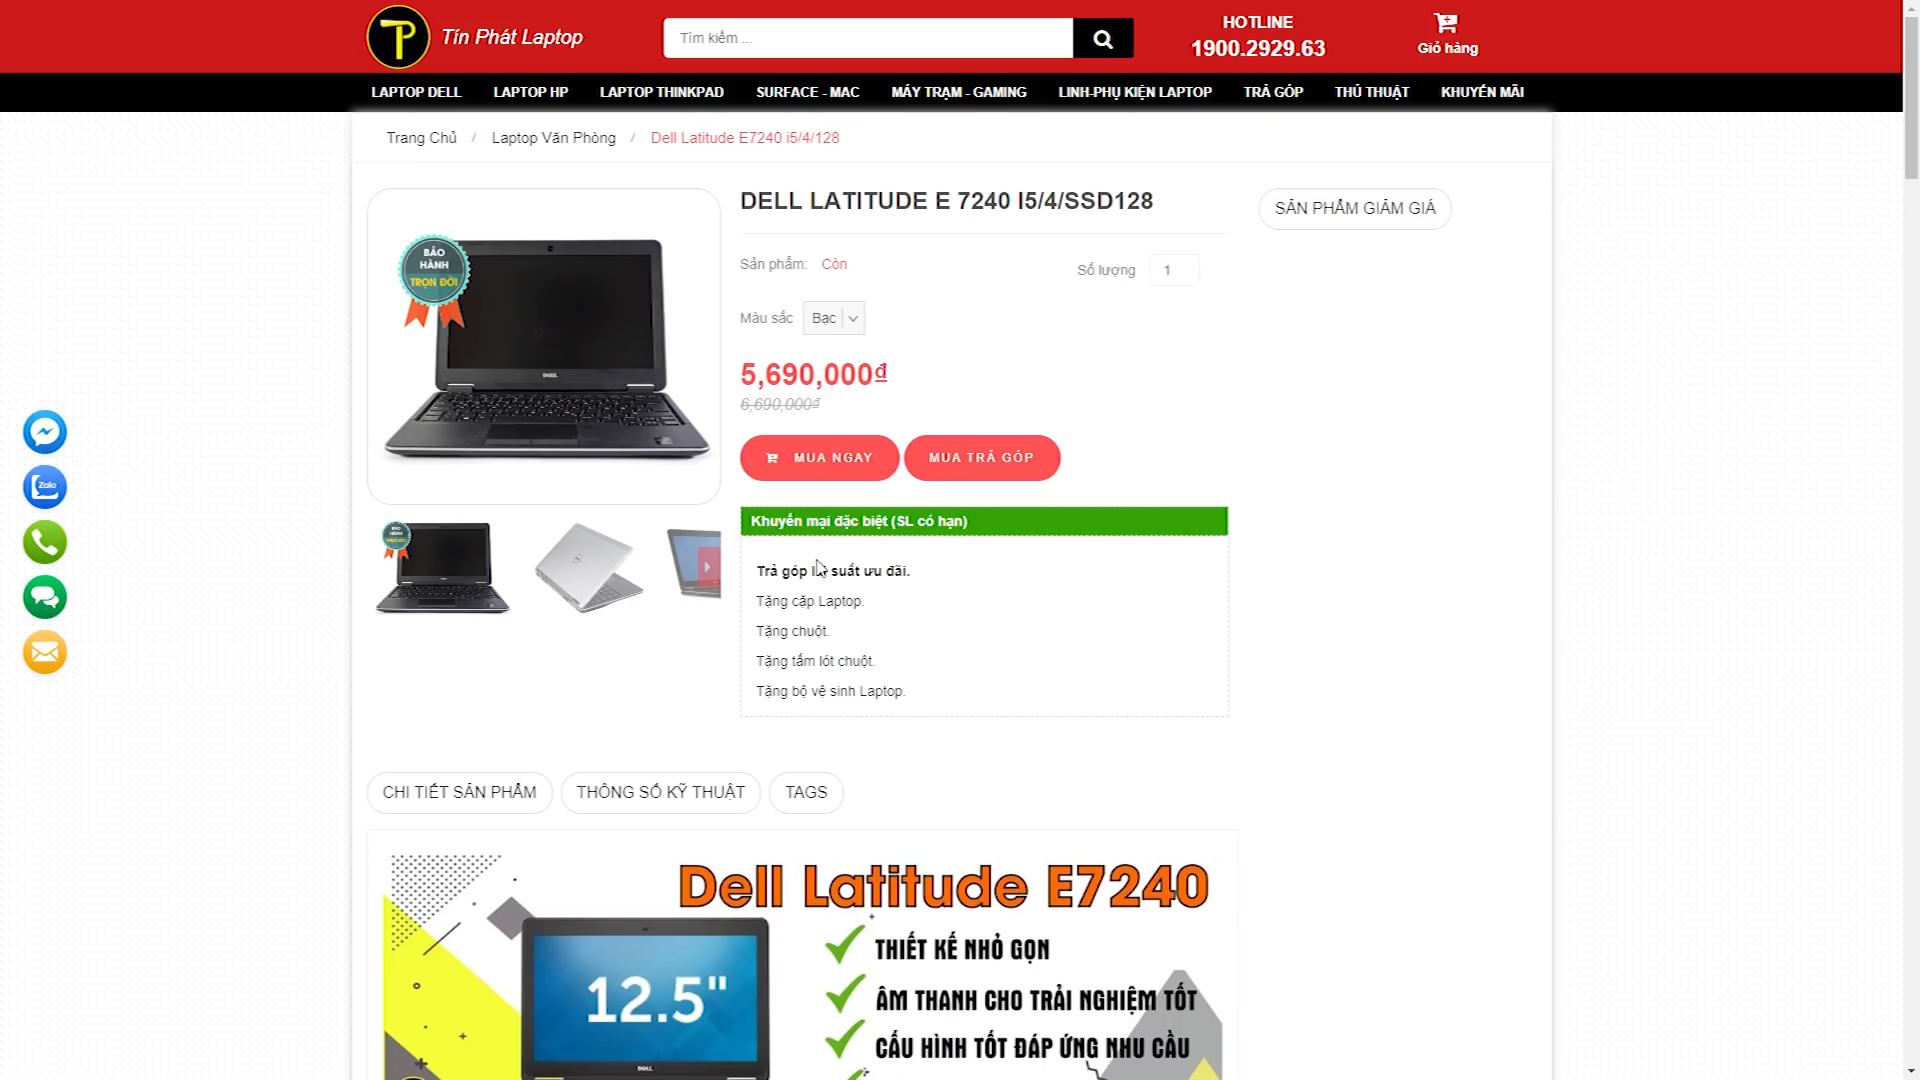 Tín Phát Laptop
Tìm kiếm ...
HOTLINE
1900.2929.63
Giỏ hàng
LAPTOP DELL
LAPTOP HP
LAPTOP THINKPAD
SURFACE - MAC
MÁY TRẠM - GAMING
LINH-PHỤ KIỆN LAPTOP
TRẢ GÓP
THỦ THUẬT
KHUYẾN MÃI
Trang Chủ / Laptop Văn Phòng / Dell Latitude E7240 i5/4/128
BẢO
HÀNH
TRỌN ĐỜI
DELL
DELL LATITUDE E 7240 I5/4/SSD128
Sản phẩm: Còn
Số lượng 1
Màu sắc Bạc
5,690,000₫
6,690,000₫
MUA NGAY
MUA TRẢ GÓP
Khuyến mại đặc biệt (SL có hạn)
Trả góp suất ưu đãi.
Tặng cặp Laptop.
Tặng chuột.
Tặng tấm lót chuột.
Tặng bộ vệ sinh Laptop.
SẢN PHẨM GIẢM GIÁ
Zalo
CHI TIẾT SẢN PHẨM
THÔNG SỐ KỸ THUẬT
TAGS
Dell Latitude E7240
12.5"
DELL
THIẾT KẾ NHỎ GỌN
ÂM THANH CHO TRẢI NGHIỆM TỐT
CẤU HÌNH TỐT ĐÁP ỨNG NHU CẦU